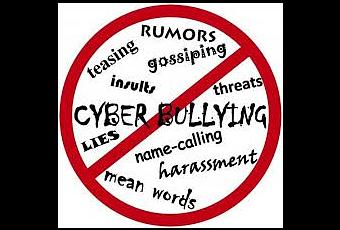 RUMORS
teasing
gossiping
insults
threats
CYBER BULLYING
LIES
name-calling
harassment
mean words